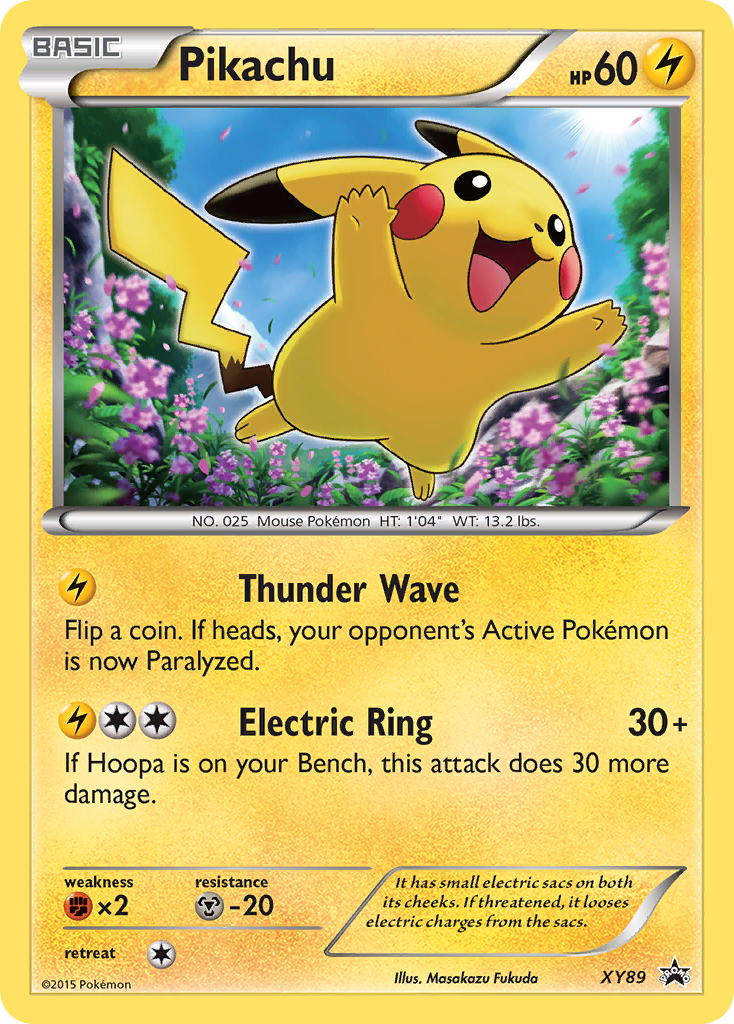 BASIC
Pikachu
HP60
NO. 025 Mouse Pokémon HT: 1'04" WT: 13.2 lbs.
Thunder Wave
Flip a coin. If heads, your opponent's Active Pokémon
is now Paralyzed.
Electric Ring 30+
If Hoopa is on your Bench, this attack does 30 more
damage.
weakness
×2
resistance
-20
It has small electric sacs on both
its cheeks. If threatened, it looses
electric charges from the sacs.
retreat
©2015 Pokémon
Illus. Masakazu Fukuda
XY89
PROMO